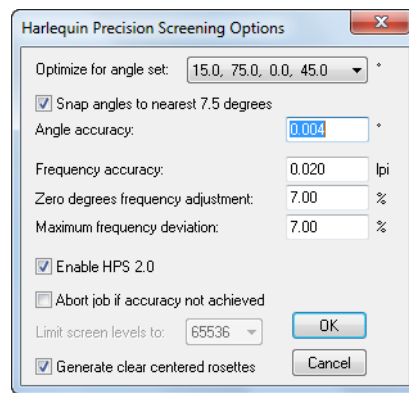 Harlequin Precision Screening Options
Optimize for angle set: 15.0, 75.0, 0.0, 45.0 °
Snap angles to nearest 7.5 degrees
Angle accuracy: 0.004 °
Frequency accuracy: 0.020 lpi
Zero degrees frequency adjustment: 7.00 %
Maximum frequency deviation: 7.00 %
Enable HPS 2.0
Abort job if accuracy not achieved
Limit screen levels to: 65536 OK
Generate clear centered rosettes Cancel